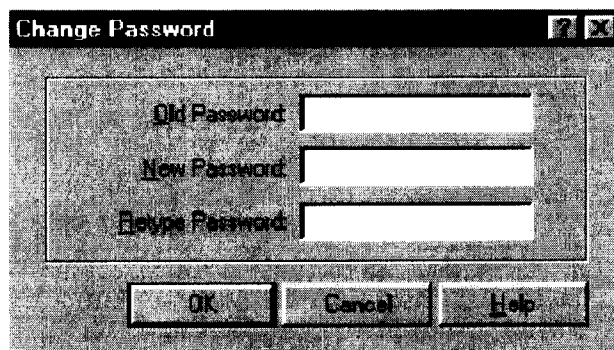 Change Password ? X
Old Password:
New Password:
Retype Password:
OK Cancel Help